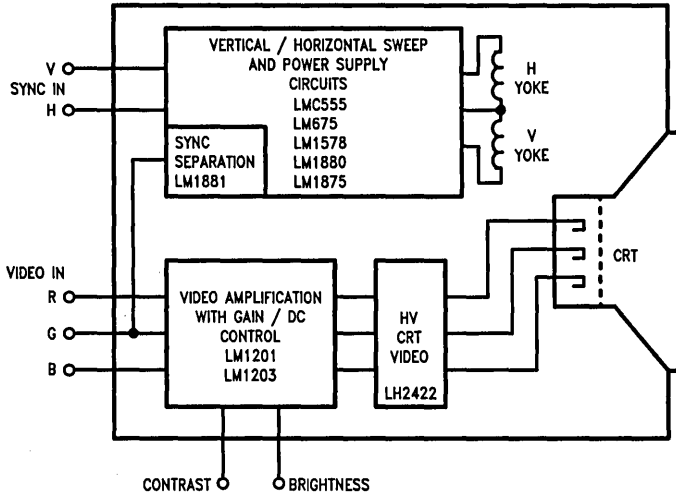 VERTICAL / HORIZONTAL SWEEP
AND POWER SUPPLY
CIRCUITS
LMC555
LM675
LM1578
LM1880
LM1875
V
SYNC IN
H
SYNC
SEPARATION
LM1881
H
YOKE
V
YOKE
CRT
VIDEO IN
R
G
B
VIDEO AMPLIFICATION
WITH GAIN / DC
CONTROL
LM1201
LM1203
HV
CRT
VIDEO
LH2422
CONTRAST
BRIGHTNESS